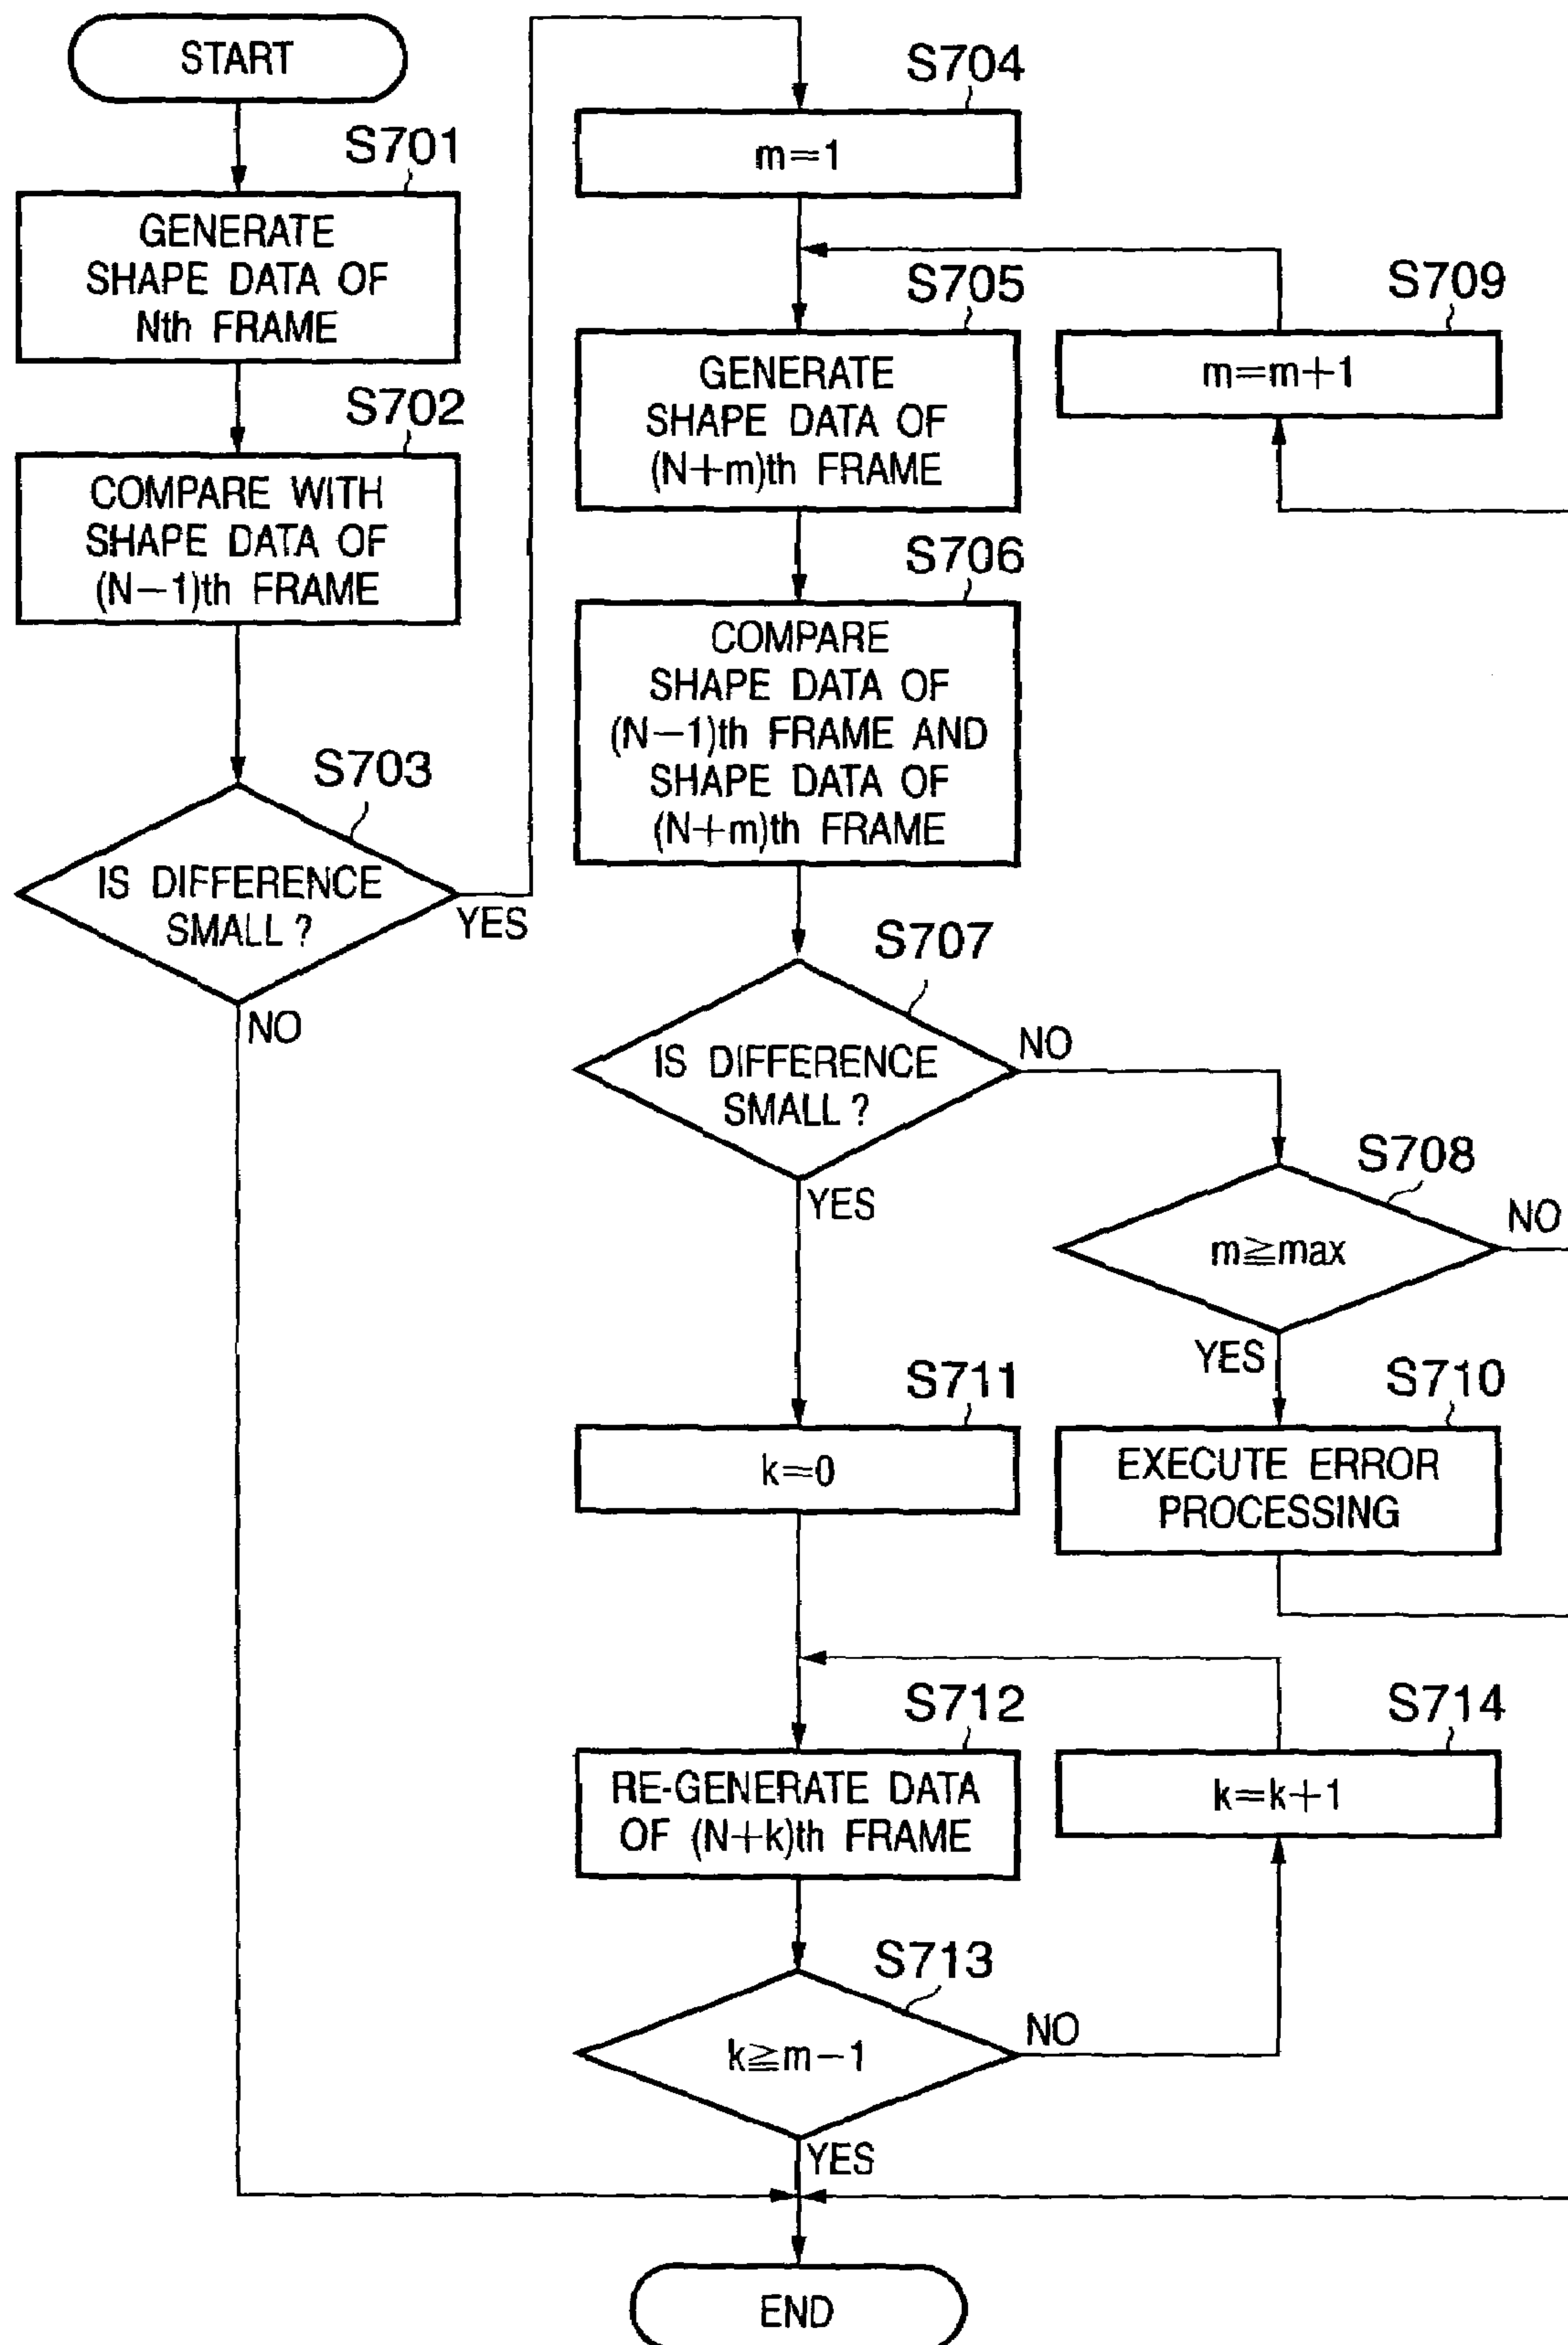 START
S701
GENERATE
SHAPE DATA OF
Nth FRAME
S702
COMPARE WITH
SHAPE DATA OF
(N−1)th FRAME
S703
IS DIFFERENCE
SMALL?
YES
NO
S704
m=1
S705
GENERATE
SHAPE DATA OF
(N+m)th FRAME
S709
m=m+1
S706
COMPARE
SHAPE DATA OF
(N−1)th FRAME AND
SHAPE DATA OF
(N+m)th FRAME
S707
IS DIFFERENCE
SMALL?
NO
YES
S708
m≧max
NO
YES
S710
EXECUTE ERROR
PROCESSING
S711
k=0
S712
RE-GENERATE DATA
OF (N+k)th FRAME
S714
k=k+1
S713
k≧m−1
NO
YES
END